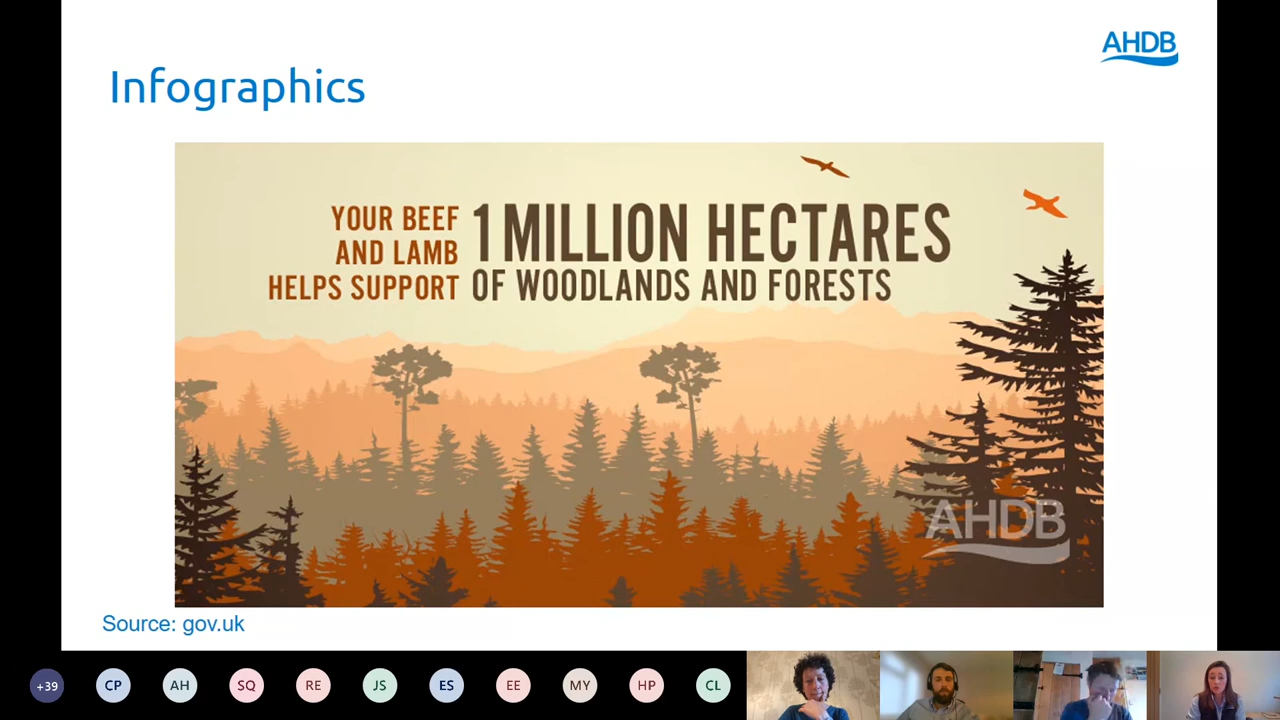 AHDB
Infographics
YOUR BEEF
AND LAMB
HELPS SUPPORT
1 MILLION HECTARES
OF WOODLANDS AND FORESTS
AHDB
Source: gov.uk
+39
CP
AH
SQ
RE
JS
ES
EE
MY
HP
CL